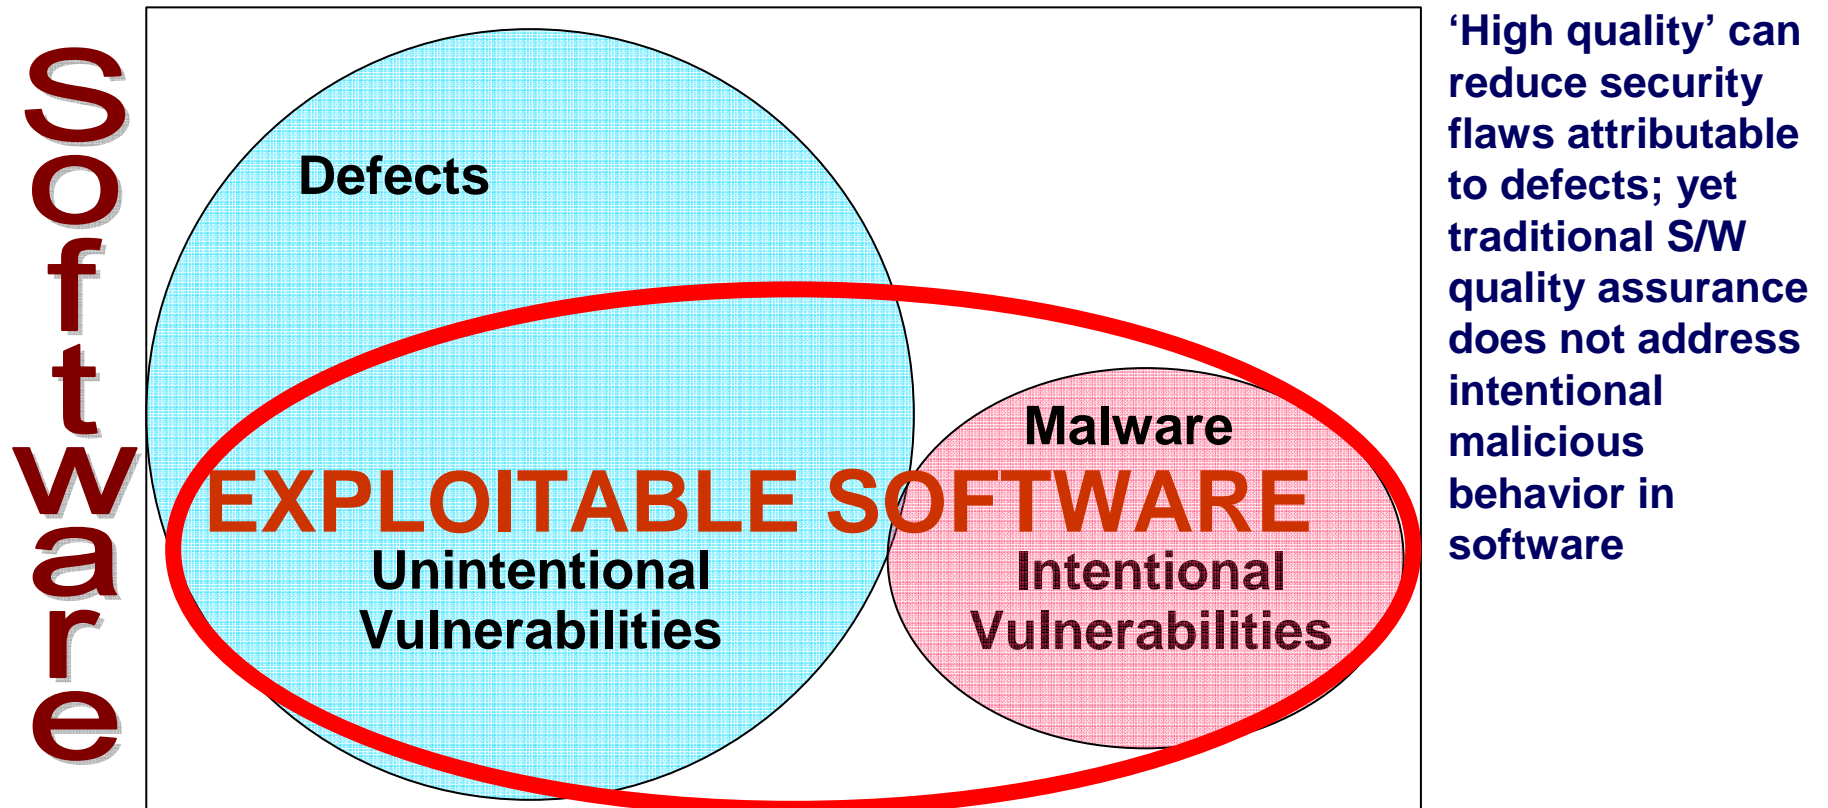 Software
Defects
Malware
EXPLOITABLE SOFTWARE
Unintentional
Vulnerabilities
Intentional
Vulnerabilities
‘High quality’ can
reduce security
flaws attributable
to defects; yet
traditional S/W
quality assurance
does not address
intentional
malicious
behavior in
software